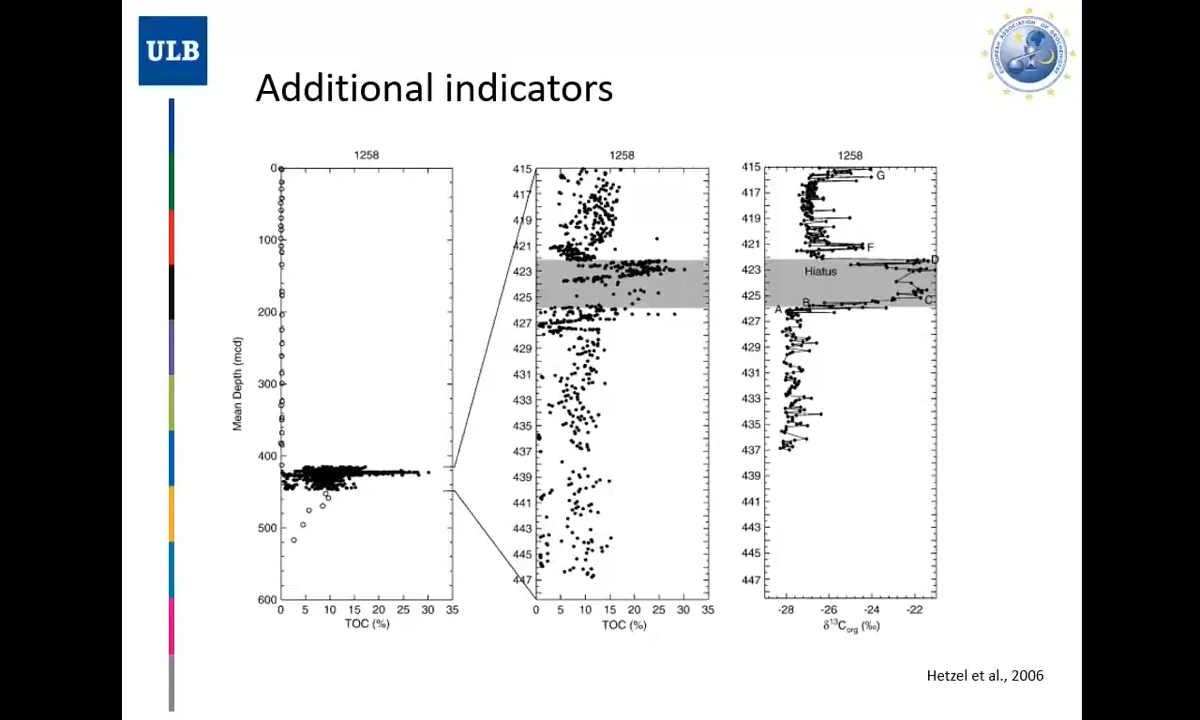 ULB
EUROPEAN ASSOCIATION OF GEOCHEMISTRY
Additional indicators
1258
0
100
200
300
400
500
600
Mean Depth (mcd)
0 5 10 15 20 25 30 35
TOC (%)
1258
415
417
419
421
423
425
427
429
431
433
435
437
439
441
443
445
447
0 5 10 15 20 25 30 35
TOC (%)
1258
415
417
419
421
423
425
427
429
431
433
435
437
439
441
443
445
447
G
F
D
Hiatus
B
C
A
-28 -26 -24 -22
δ¹³Corg (‰)
Hetzel et al., 2006